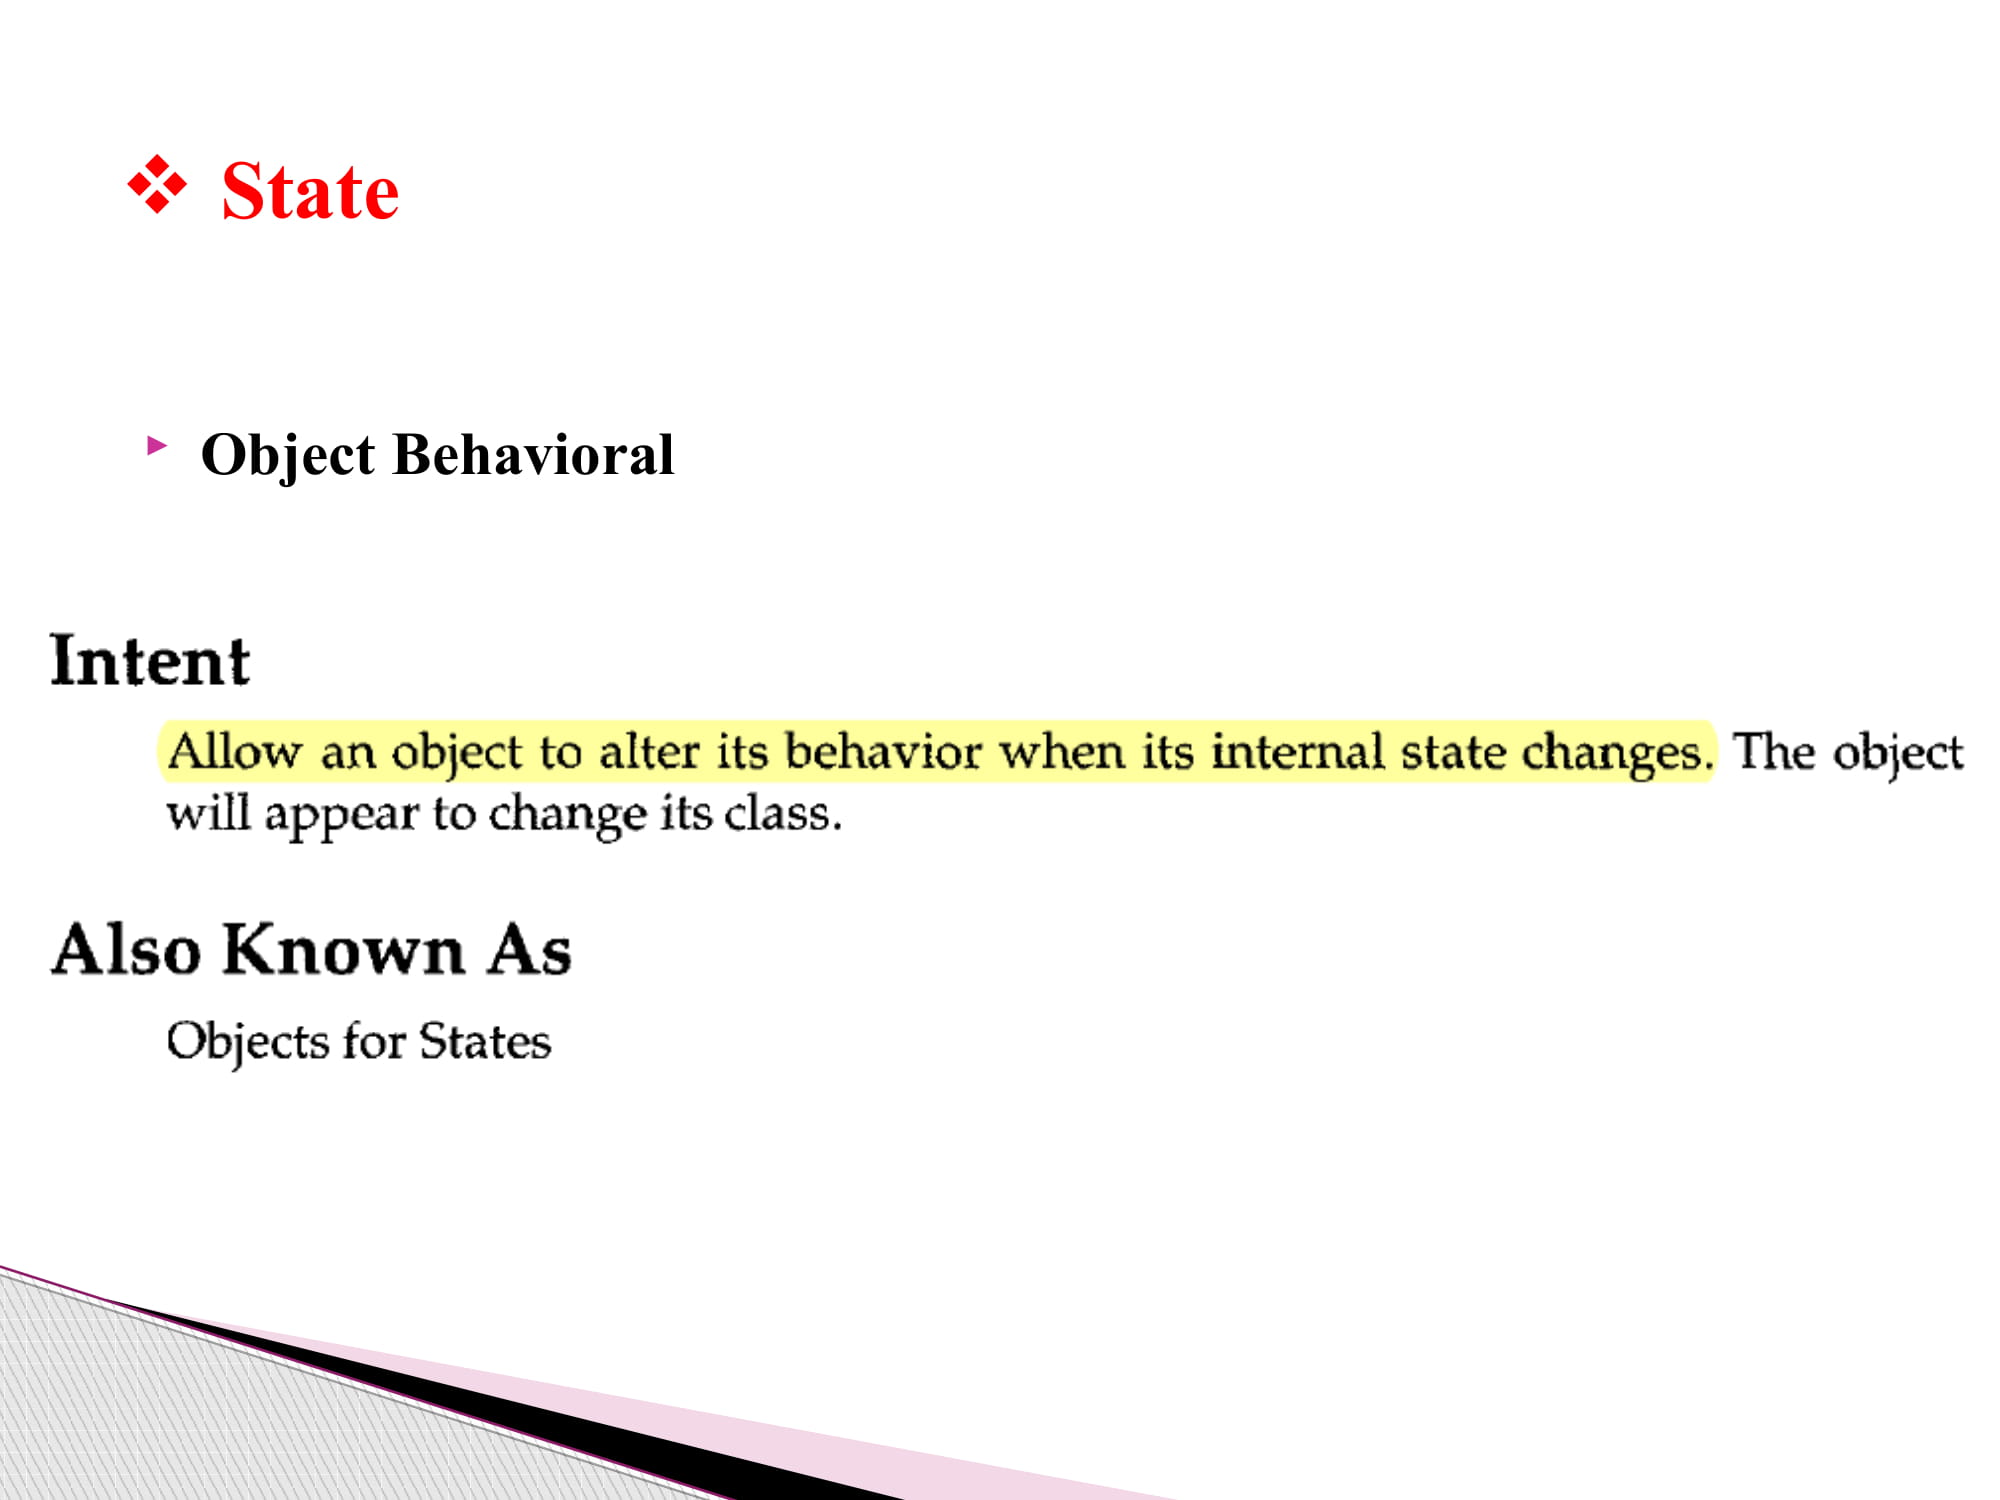 State
Object Behavioral
Intent
Allow an object to alter its behavior when its internal state changes. The object
will appear to change its class.
Also Known As
Objects for States